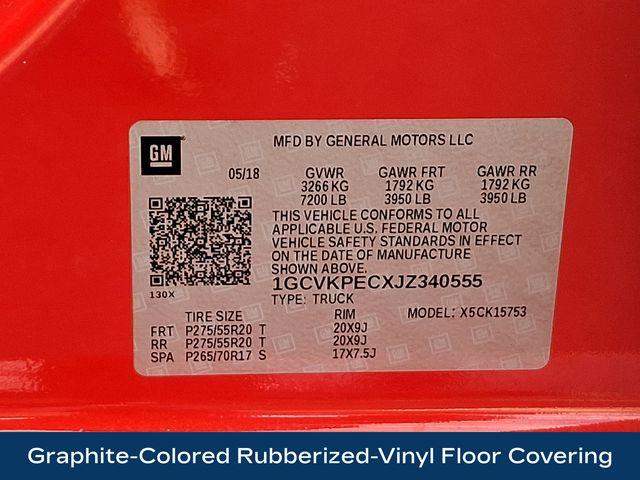 GM
MFD BY GENERAL MOTORS LLC
05/18 GVWR GAWR FRT GAWR RR
3266 KG 1792 KG 1792 KG
7200 LB 3950 LB 3950 LB
THIS VEHICLE CONFORMS TO ALL
APPLICABLE U.S. FEDERAL MOTOR
VEHICLE SAFETY STANDARDS IN EFFECT
ON THE DATE OF MANUFACTURE
SHOWN ABOVE.
130X
1GCVKPECXJZ340555
TYPE: TRUCK
MODEL: X5CK15753
TIRE SIZE RIM
FRT P275/55R20 T 20X9J
RR P275/55R20 T 20X9J
SPA P265/70R17 S 17X7.5J
Graphite-Colored Rubberized-Vinyl Floor Covering